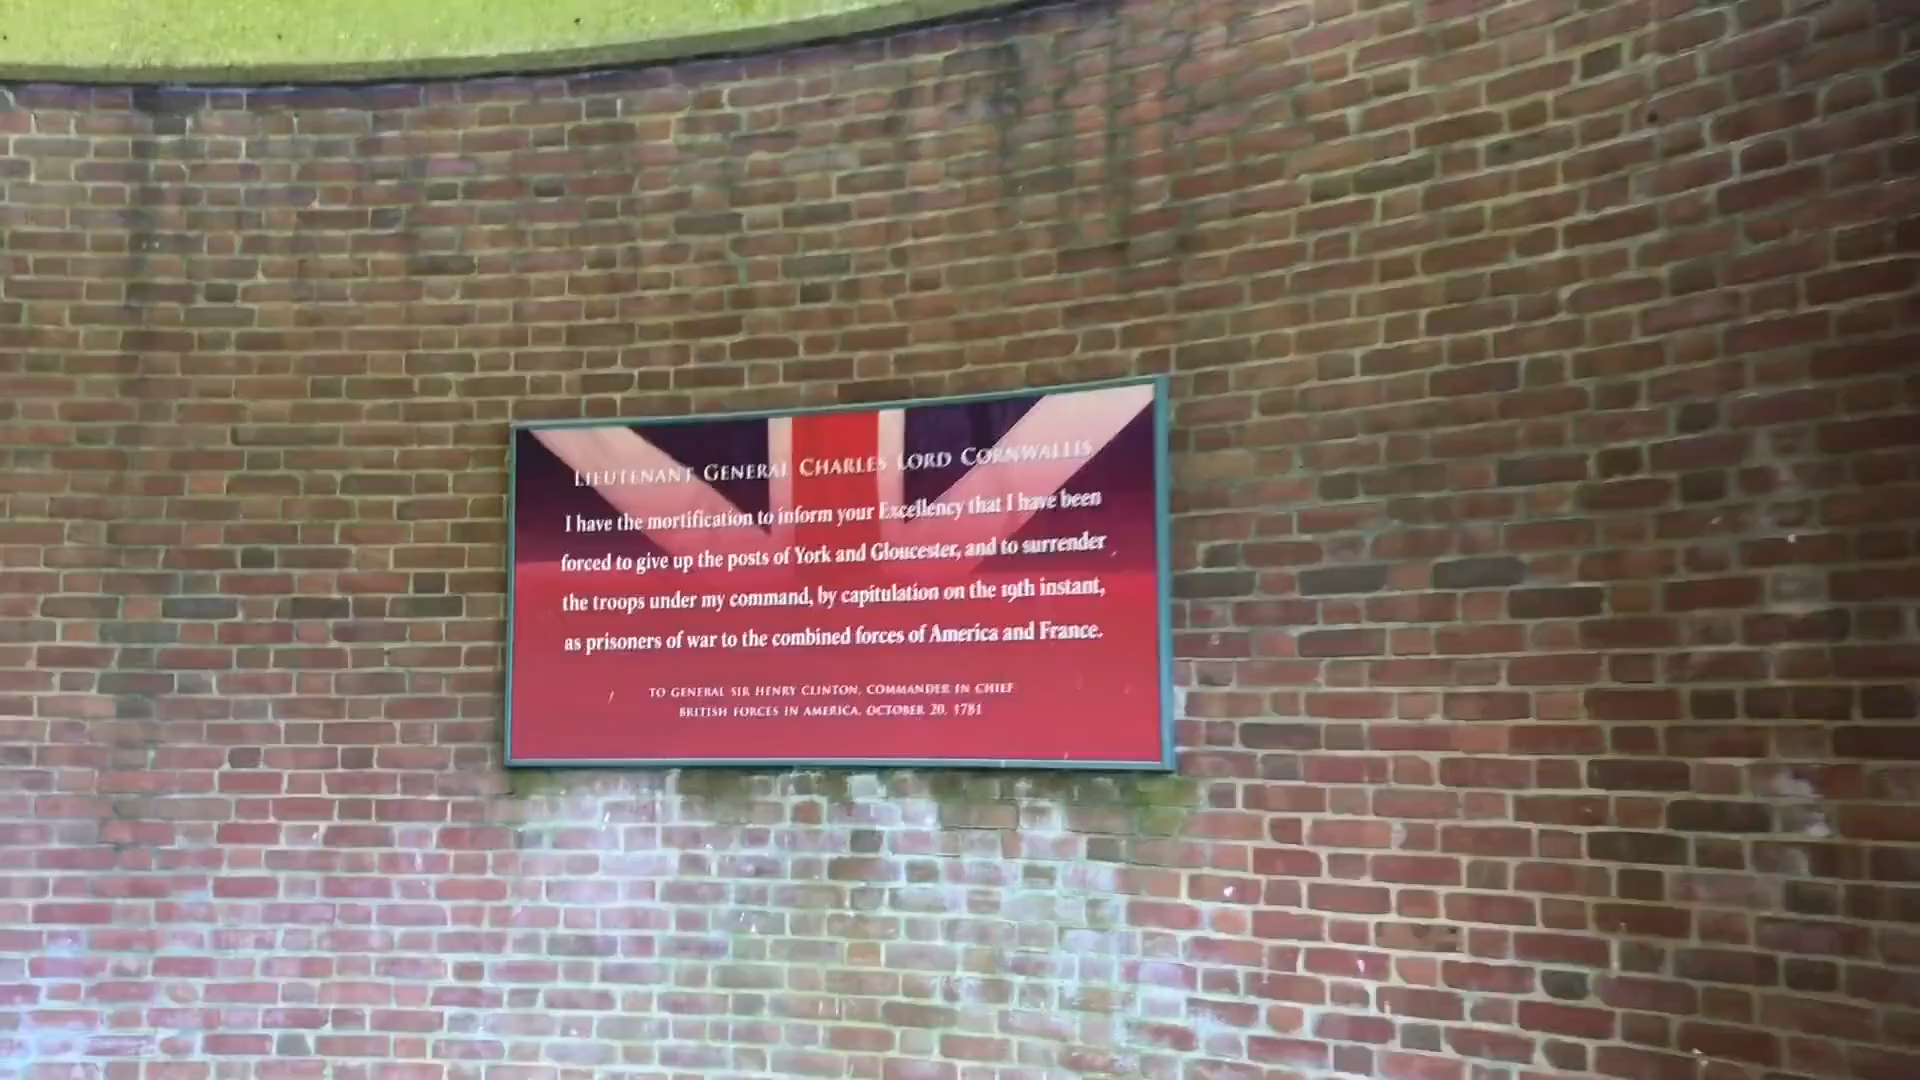 LIEUTENANT GENERAL CHARLES LORD CORNWALLIS
I have the mortification to inform your Excellency that I have been
forced to give up the posts of York and Gloucester, and to surrender
the troops under my command, by capitulation on the 19th instant,
as prisoners of war to the combined forces of America and France.
TO GENERAL SIR HENRY CLINTON, COMMANDER IN CHIEF
BRITISH FORCES IN AMERICA, OCTOBER 20, 1781